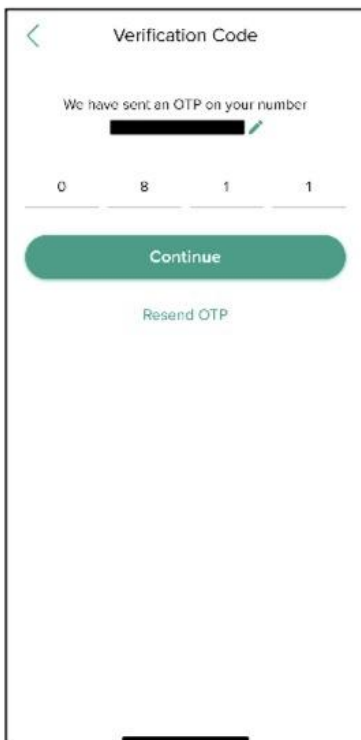 Verification Code
We have sent an OTP on your number
0 8 1 1
Continue
Resend OTP